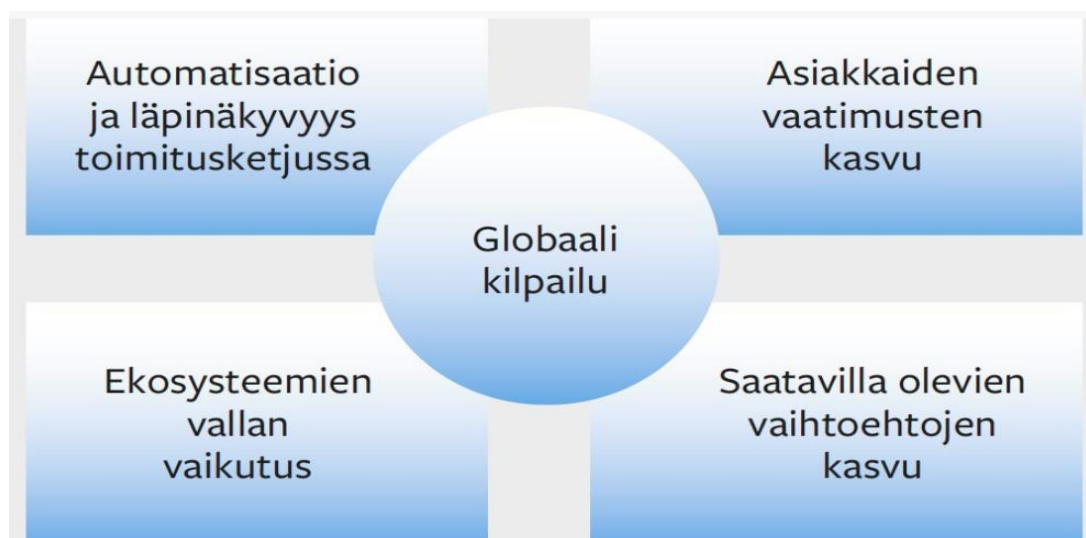 Automatisaatio
ja läpinäkyvyys
toimitusketjussa
Asiakkaiden
vaatimusten
kasvu
Globaali
kilpailu
Ekosysteemien
vallan
vaikutus
Saatavilla olevien
vaihtoehtojen
kasvu